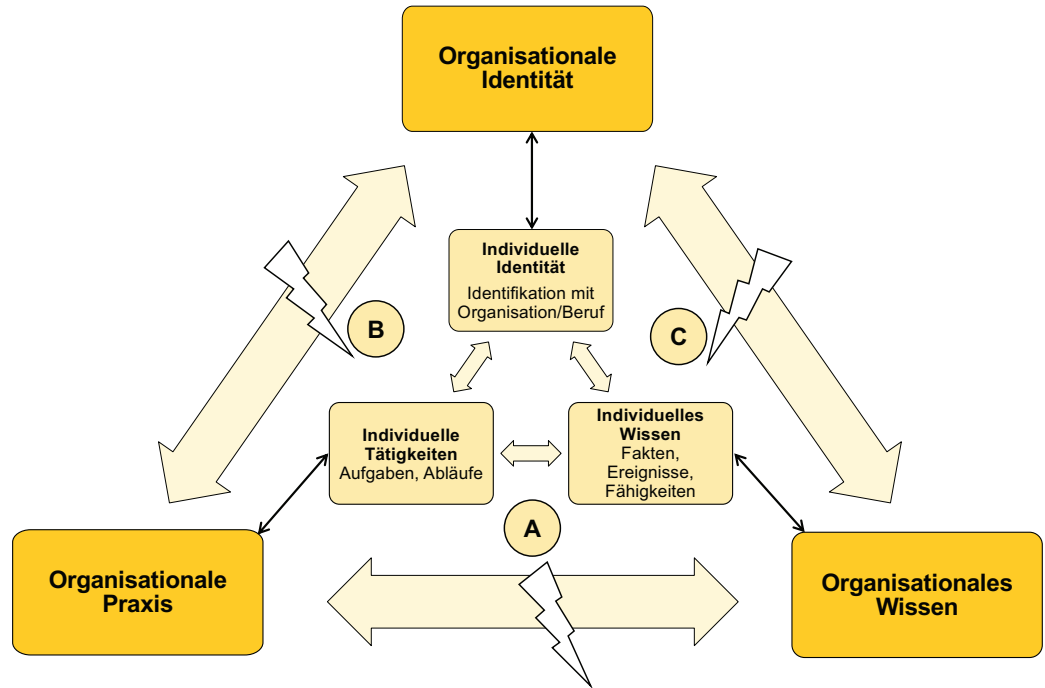 Organisationale
Identität
Individuelle
Identität
Identifikation mit
Organisation/Beruf
B
C
Individuelle
Tätigkeiten
Aufgaben, Abläufe
Individuelles
Wissen
Fakten,
Ereignisse,
Fähigkeiten
A
Organisationale
Praxis
Organisationales
Wissen